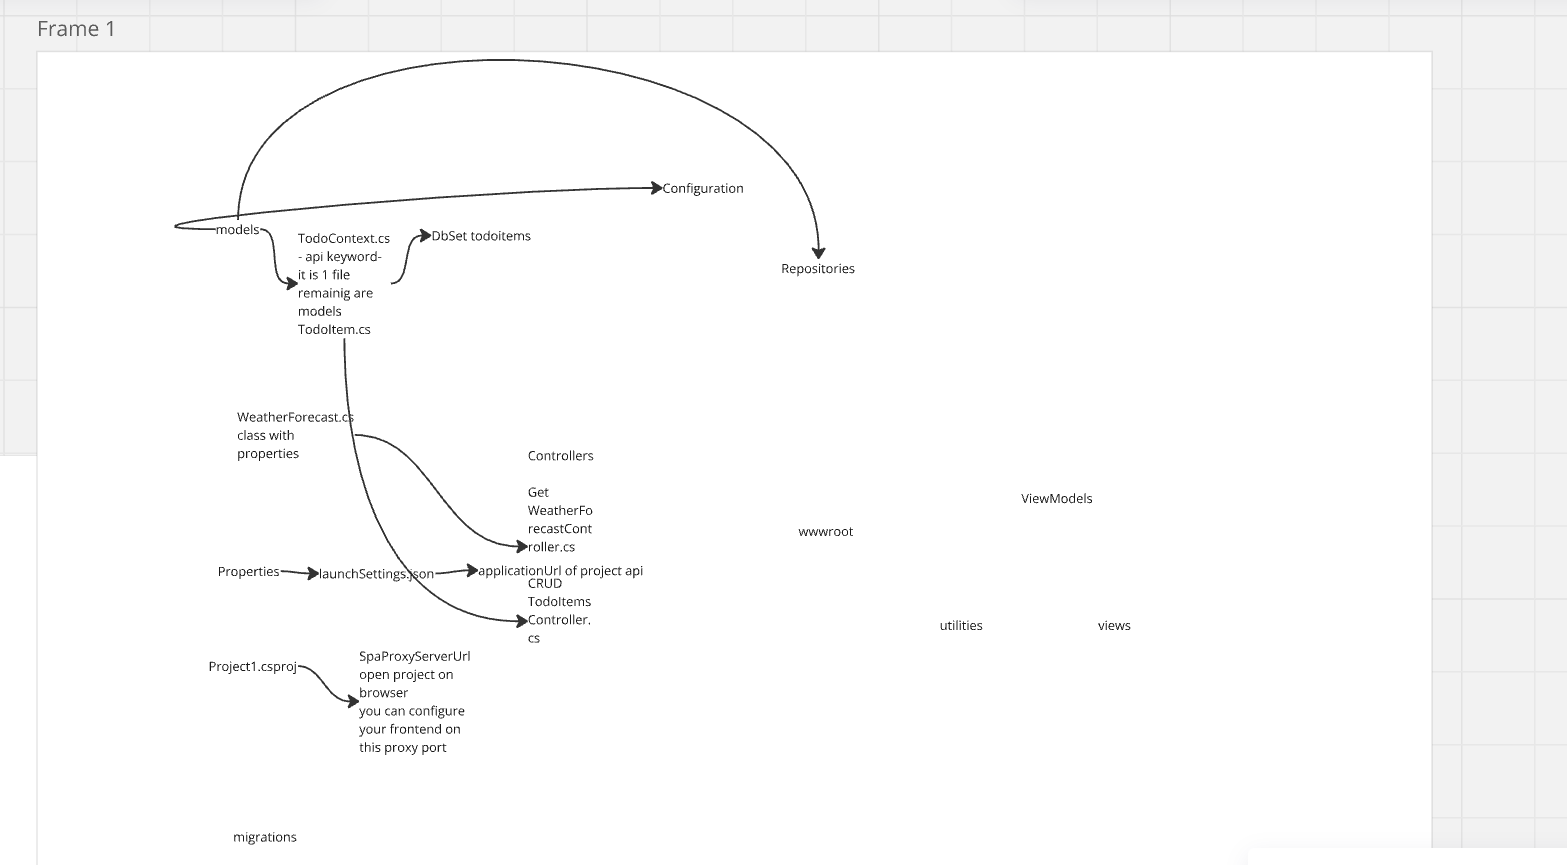 Frame 1
Configuration
models
TodoContext.cs
- api keyword-
it is 1 file
remainig are
models
TodoItem.cs
DbSet todoitems
Repositories
WeatherForecast.cs
class with
properties
Controllers
Get
WeatherFo
recastCont
roller.cs
ViewModels
wwwroot
Properties
launchSettings.json
applicationUrl of project api
CRUD
TodoItems
Controller.
cs
utilities
views
Project1.csproj
SpaProxyServerUrl
open project on
browser
you can configure
your frontend on
this proxy port
migrations